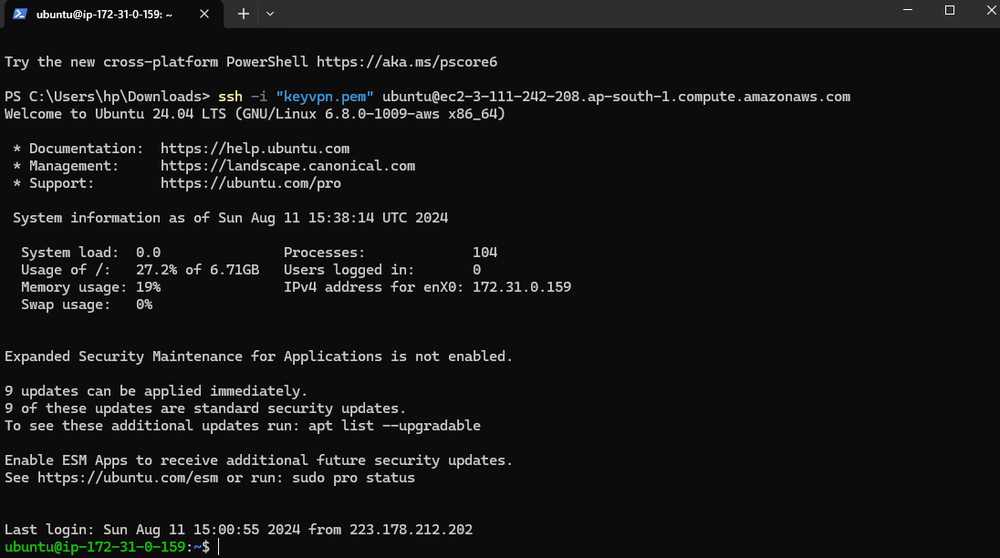 ubuntu@ip-172-31-0-159: ~
Try the new cross-platform PowerShell https://aka.ms/pscore6
PS C:\Users\hp\Downloads> ssh -i "keyvpn.pem" ubuntu@ec2-3-111-242-208.ap-south-1.compute.amazonaws.com
Welcome to Ubuntu 24.04 LTS (GNU/Linux 6.8.0-1009-aws x86_64)
* Documentation:  https://help.ubuntu.com
* Management:     https://landscape.canonical.com
* Support:        https://ubuntu.com/pro
System information as of Sun Aug 11 15:38:14 UTC 2024
System load:  0.0               Processes:             104
Usage of /:   27.2% of 6.71GB   Users logged in:       0
Memory usage: 19%               IPv4 address for enX0: 172.31.0.159
Swap usage:   0%
Expanded Security Maintenance for Applications is not enabled.
9 updates can be applied immediately.
9 of these updates are standard security updates.
To see these additional updates run: apt list --upgradable
Enable ESM Apps to receive additional future security updates.
See https://ubuntu.com/esm or run: sudo pro status
Last login: Sun Aug 11 15:00:55 2024 from 223.178.212.202
ubuntu@ip-172-31-0-159:~$